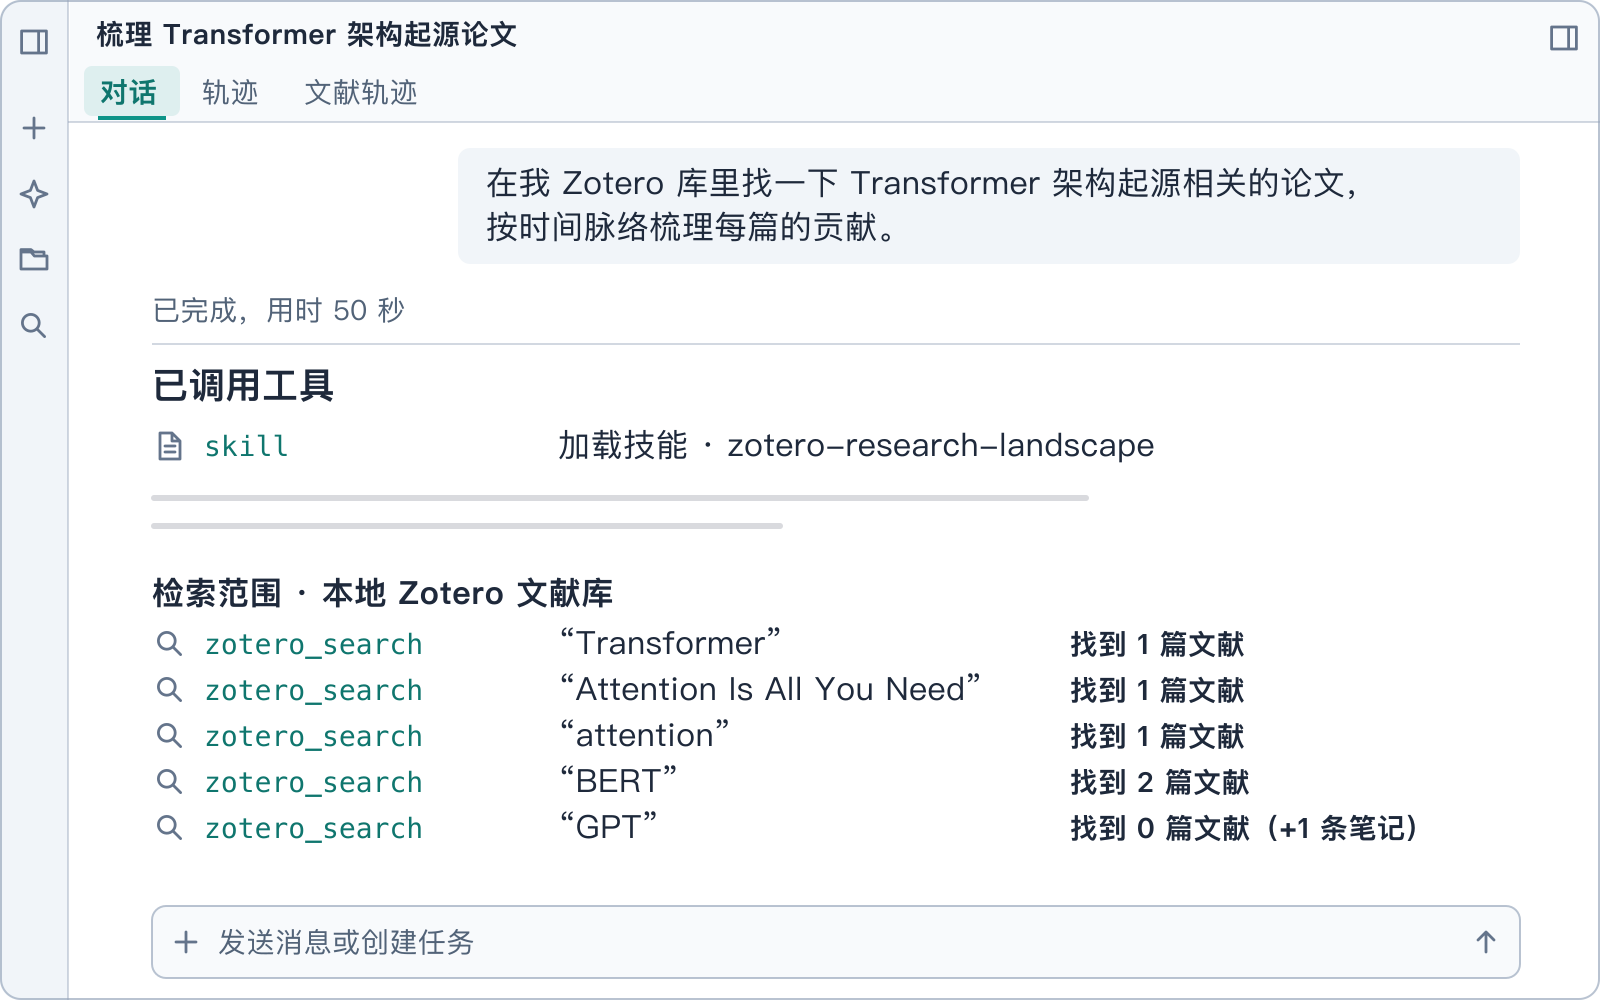 梳理 Transformer 架构起源论文
对话 轨迹 文献轨迹
在我 Zotero 库里找一下 Transformer 架构起源相关的论文，
按时间脉络梳理每篇的贡献。
已完成，用时 50 秒
已调用工具
skill 加载技能 · zotero-research-landscape
检索范围 · 本地 Zotero 文献库
zotero_search “Transformer” 找到 1 篇文献
zotero_search “Attention Is All You Need” 找到 1 篇文献
zotero_search “attention” 找到 1 篇文献
zotero_search “BERT” 找到 2 篇文献
zotero_search “GPT” 找到 0 篇文献（+1 条笔记）
发送消息或创建任务